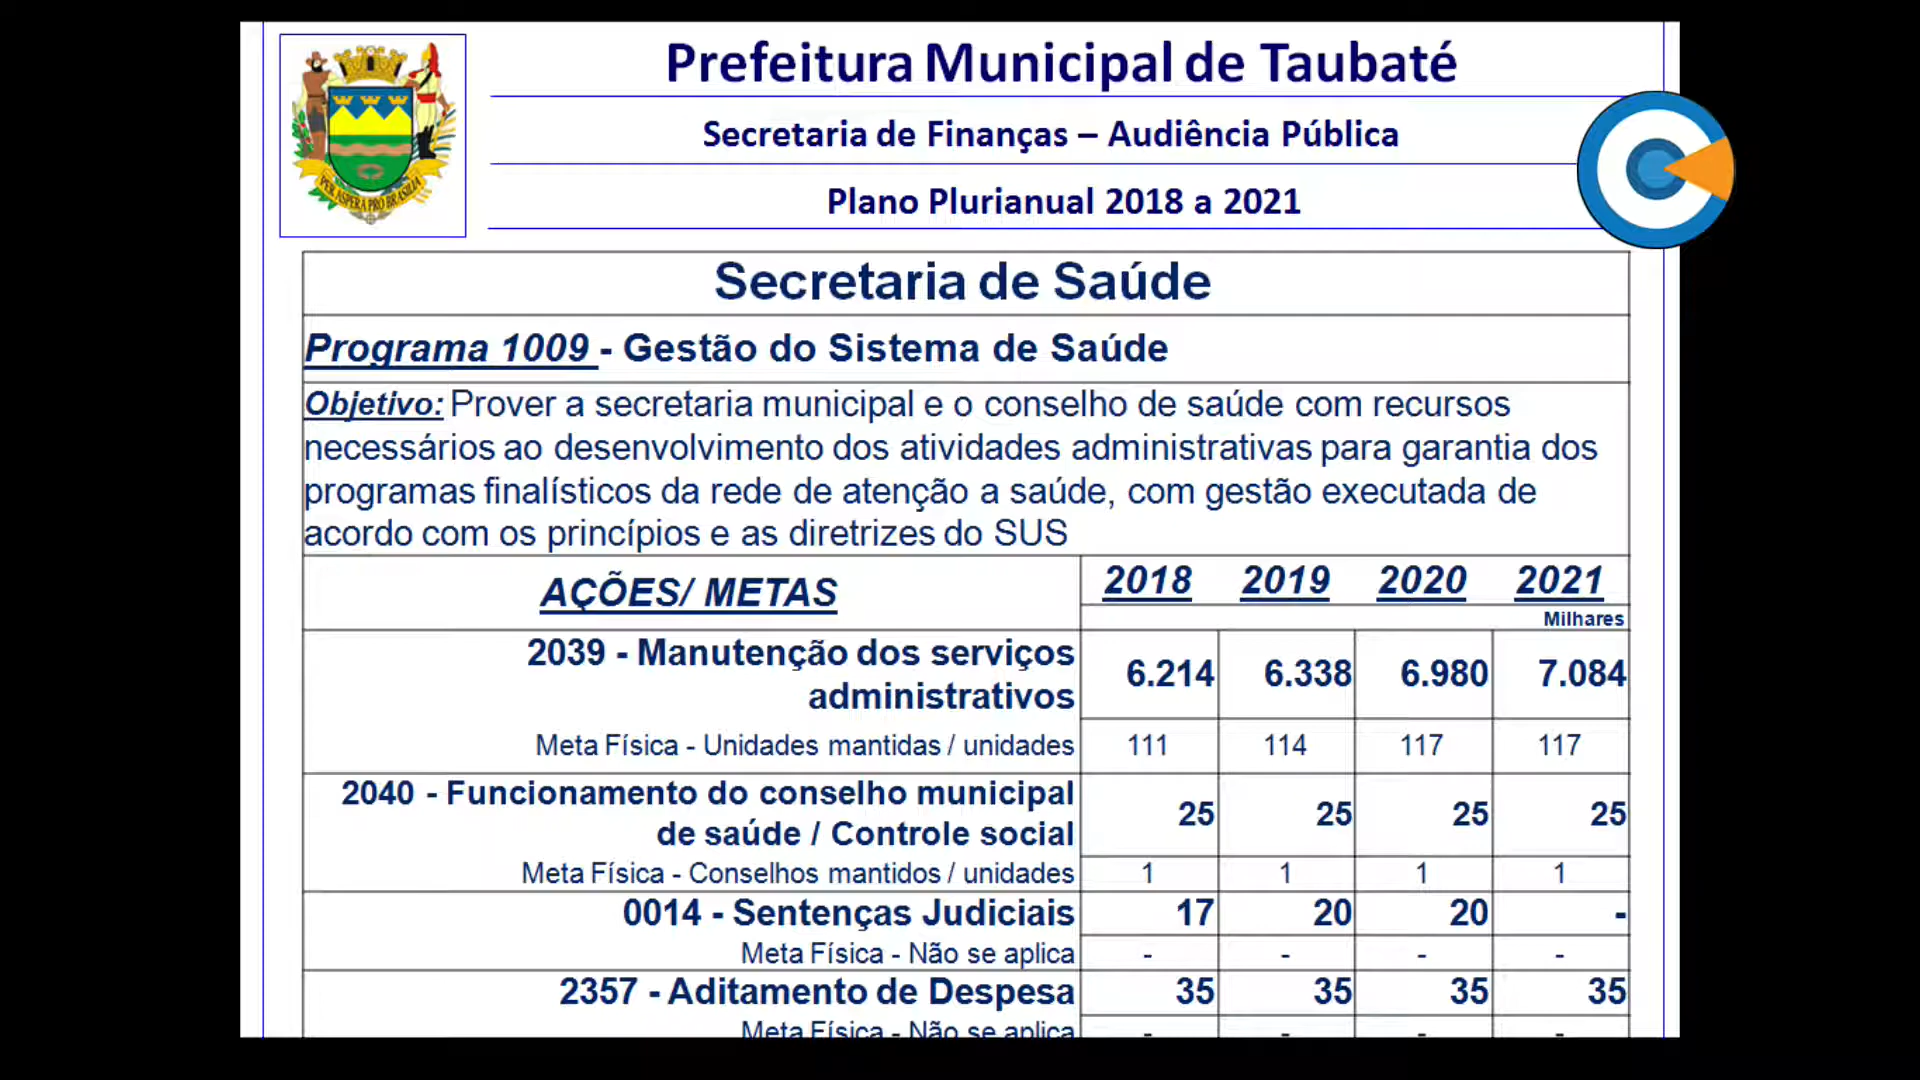 Prefeitura Municipal de Taubaté
Secretaria de Finanças – Audiência Pública
Plano Plurianual 2018 a 2021
PER ASPERA PRO BRASILIA
Secretaria de Saúde
Programa 1009 - Gestão do Sistema de Saúde
Objetivo: Prover a secretaria municipal e o conselho de saúde com recursos
necessários ao desenvolvimento dos atividades administrativas para garantia dos
programas finalísticos da rede de atenção a saúde, com gestão executada de
acordo com os princípios e as diretrizes do SUS
AÇÕES/ METAS 2018 2019 2020 2021
Milhares
2039 - Manutenção dos serviços
administrativos 6.214 6.338 6.980 7.084
Meta Física - Unidades mantidas / unidades 111 114 117 117
2040 - Funcionamento do conselho municipal
de saúde / Controle social 25 25 25 25
Meta Física - Conselhos mantidos / unidades 1 1 1 1
0014 - Sentenças Judiciais 17 20 20 -
Meta Física - Não se aplica - - - -
2357 - Aditamento de Despesa 35 35 35 35
Meta Física - Não se aplica - - - -